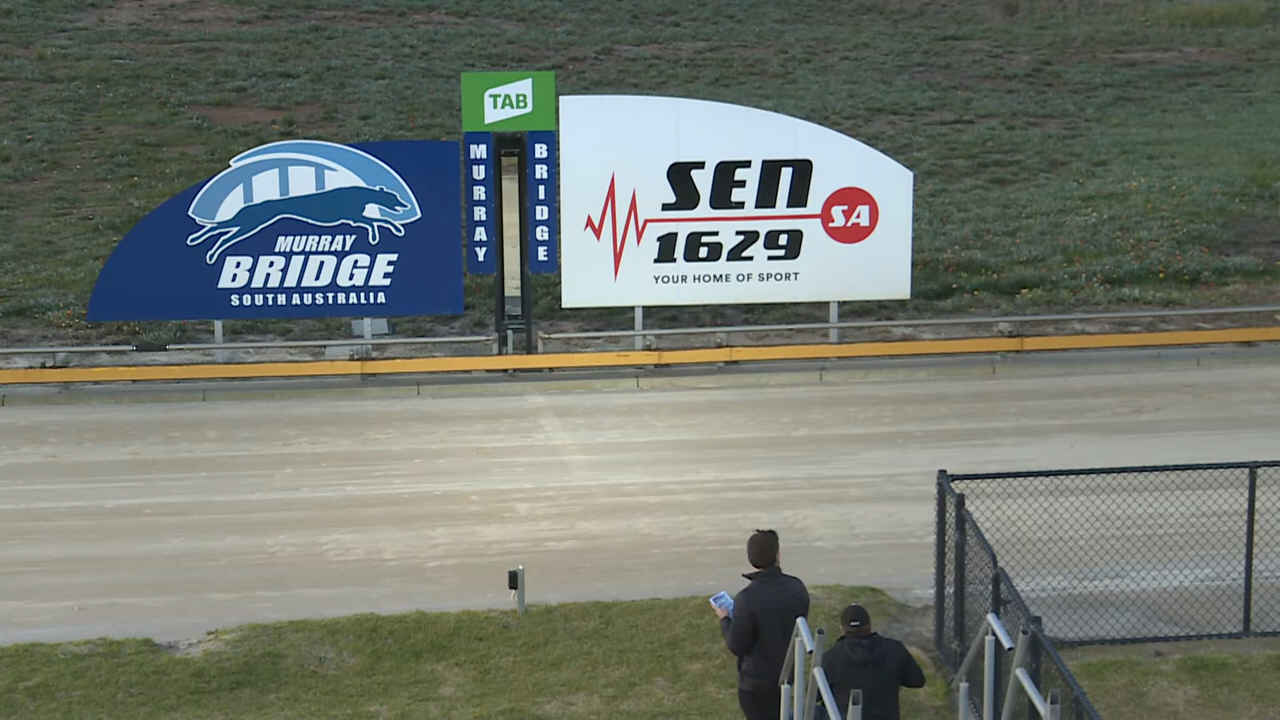 TAB
MURRAY
BRIDGE
SOUTH AUSTRALIA
MURRAY
BRIDGE
SEN
SA
1629
YOUR HOME OF SPORT